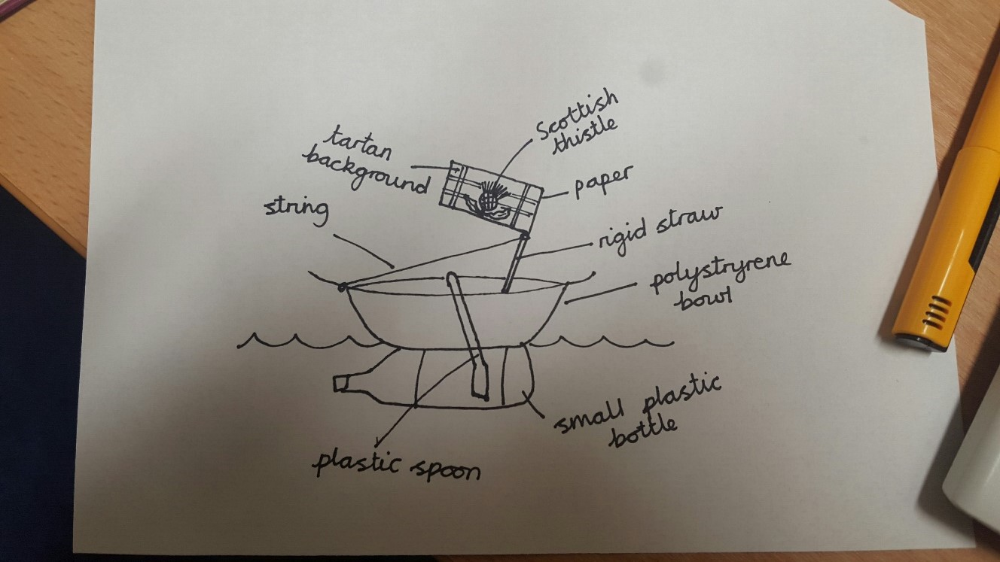 Scottish
thistle
tartan
background
paper
string
rigid straw
polystryrene
bowl
small plastic
bottle
plastic spoon